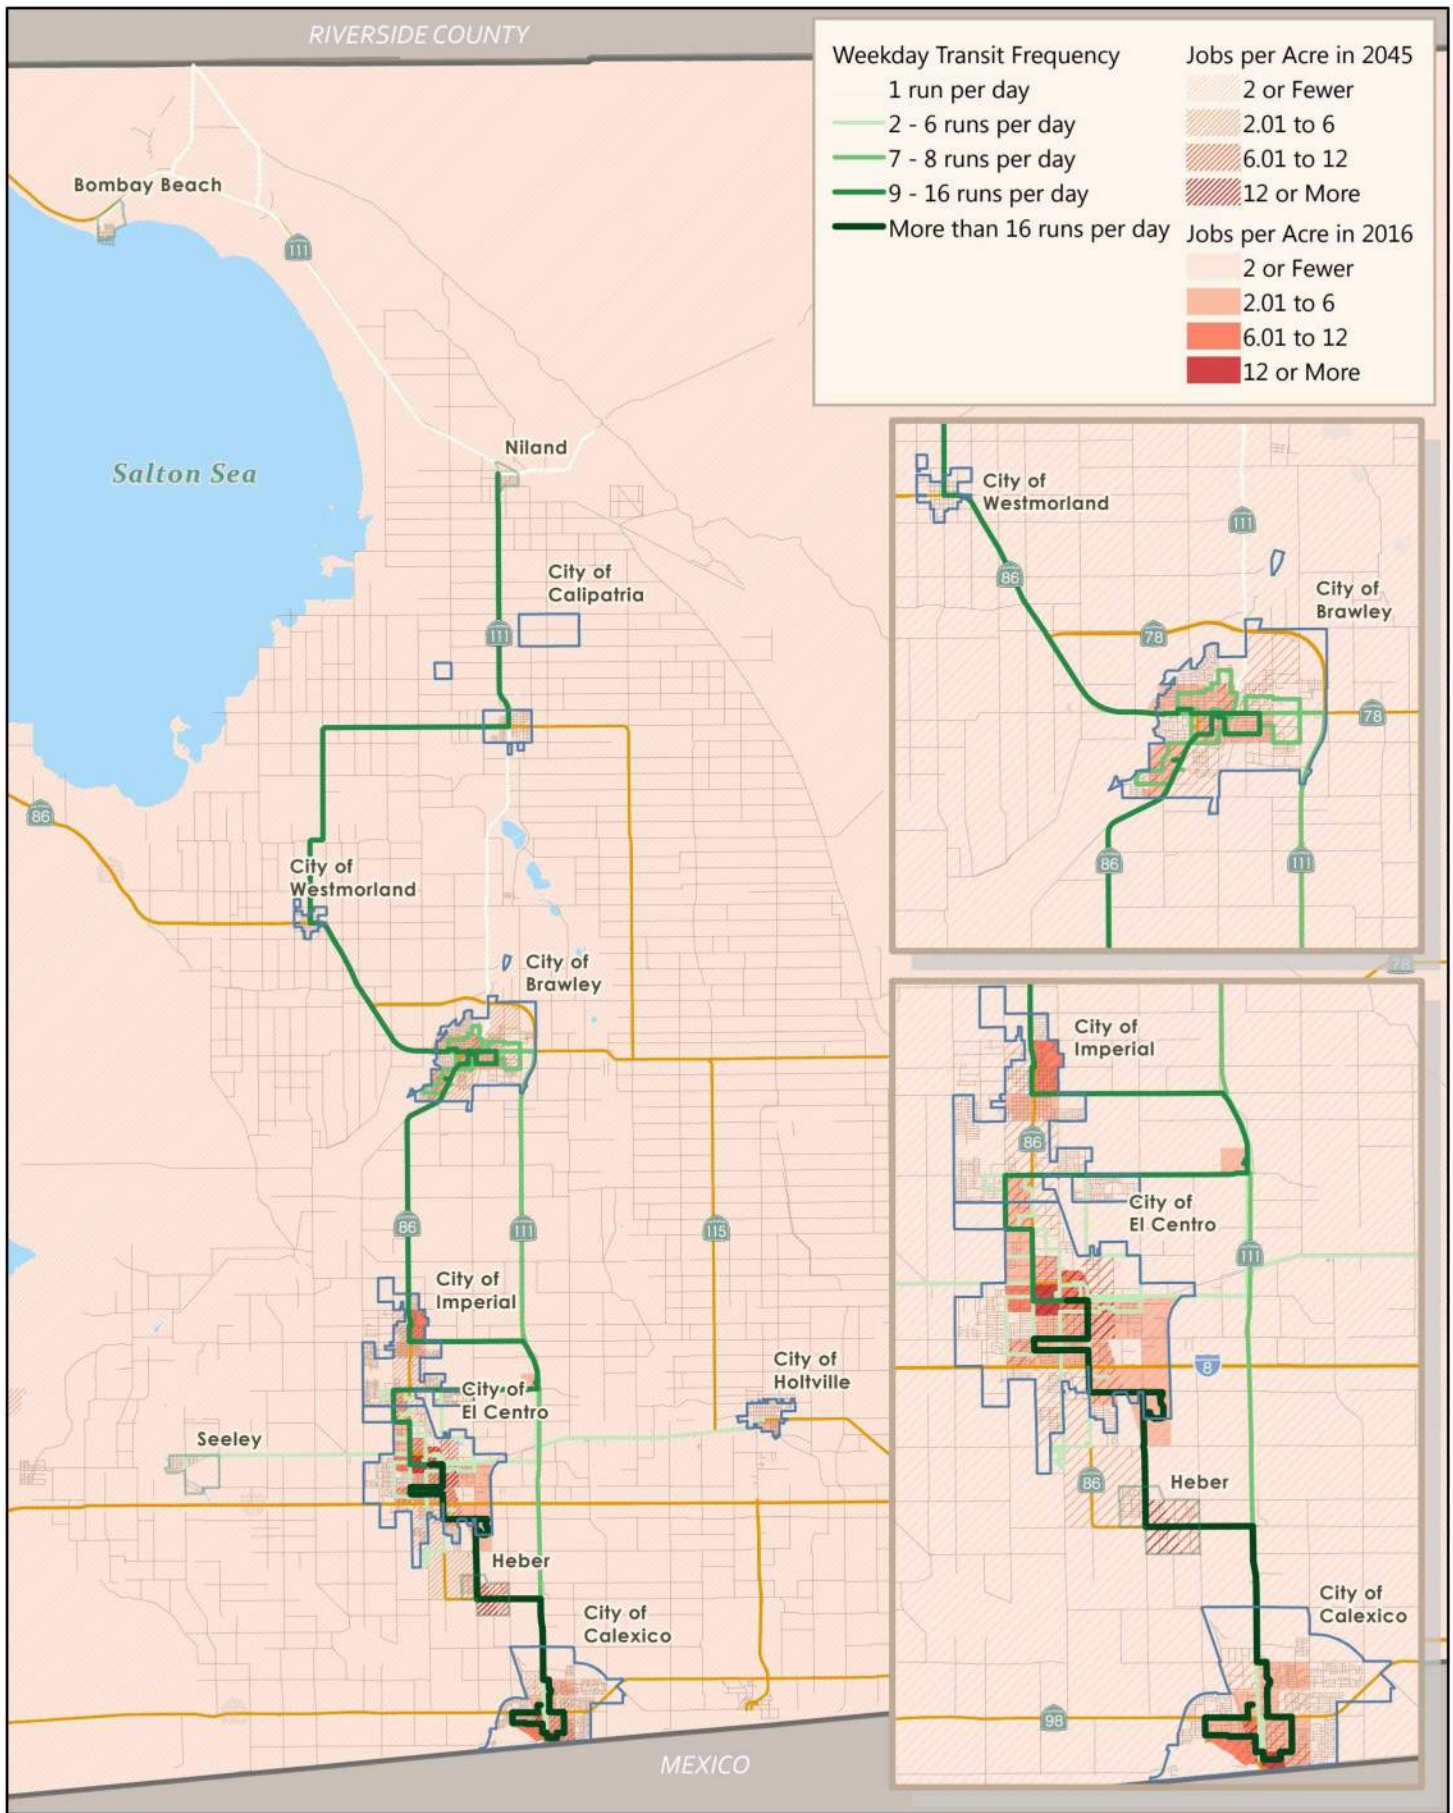 RIVERSIDE COUNTY
Weekday Transit Frequency
1 run per day
2 - 6 runs per day
7 - 8 runs per day
9 - 16 runs per day
More than 16 runs per day
Jobs per Acre in 2045
2 or Fewer
2.01 to 6
6.01 to 12
12 or More
Jobs per Acre in 2016
2 or Fewer
2.01 to 6
6.01 to 12
12 or More
Bombay Beach
111
Salton Sea
Niland
City of
Calipatria
111
86
City of
Westmorland
City of
Brawley
78
86
111
115
City of
Imperial
City of
El Centro
City of
Holtville
Seeley
Heber
City of
Calexico
MEXICO
City of
Westmorland
111
86
City of
Brawley
78
78
86
111
City of
Imperial
86
City of
El Centro
111
8
86
Heber
City of
Calexico
98